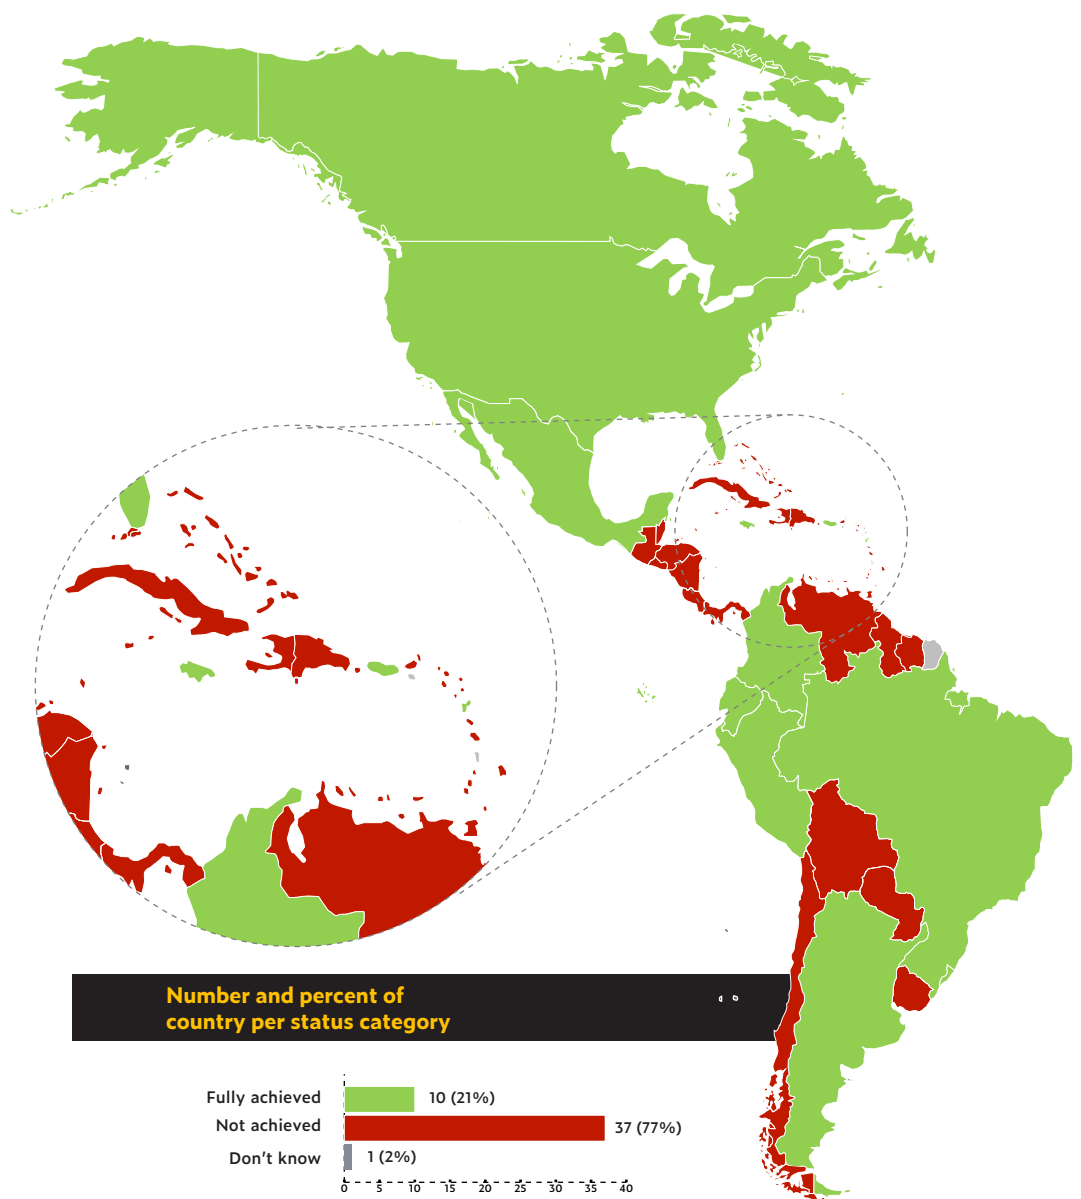 Number and percent of
country per status category
Fully achieved 10 (21%)
Not achieved 37 (77%)
Don't know 1 (2%)
0 5 10 15 20 25 30 35 40